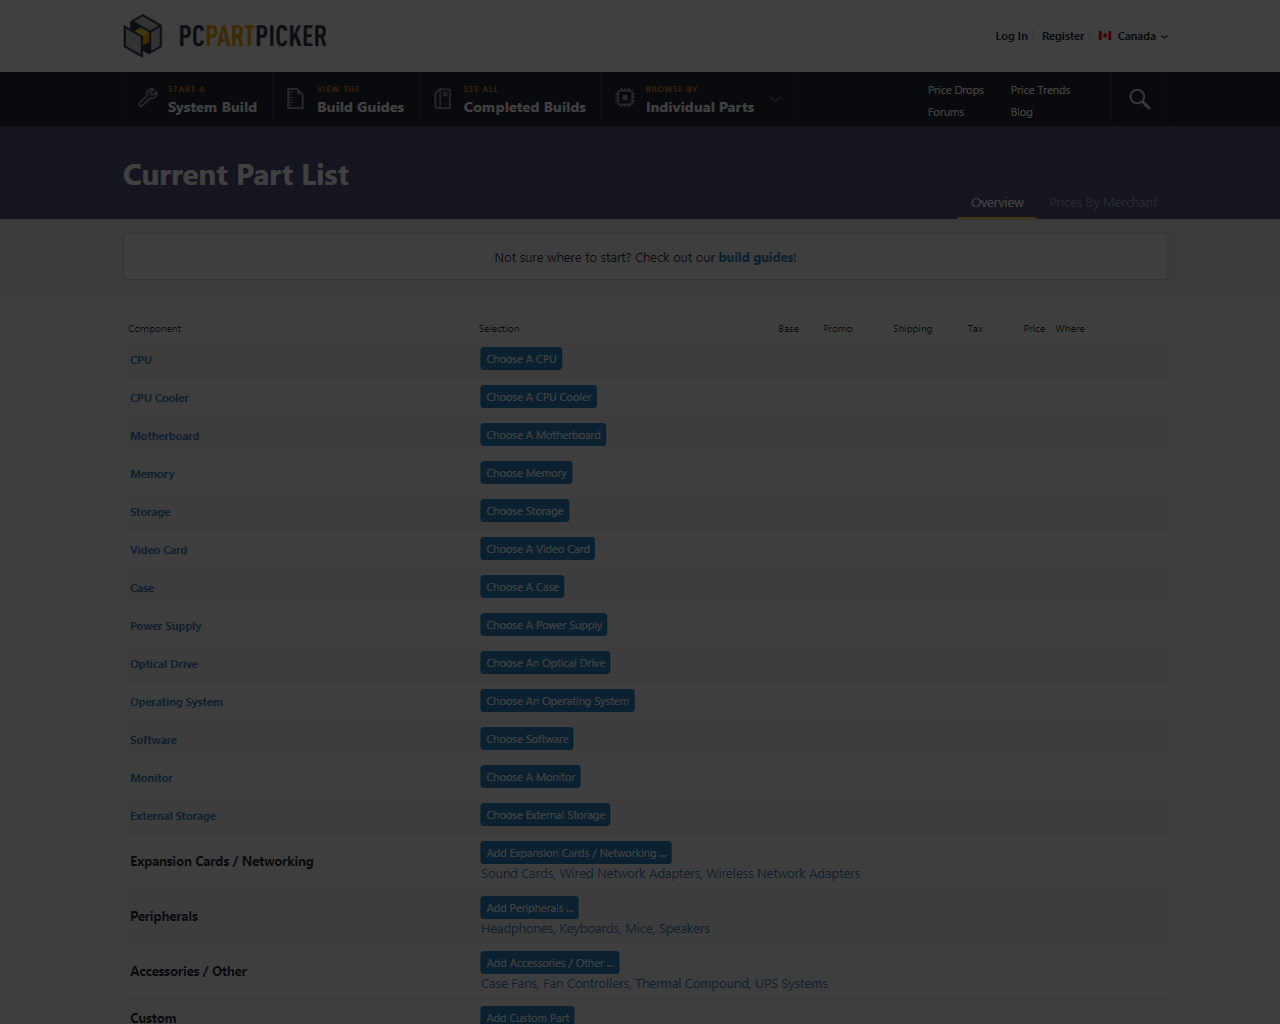 PCPARTPICKER
Log In Register Canada
START A
System Build
VIEW THE
Build Guides
SEE ALL
Completed Builds
BROWSE BY
Individual Parts
Price Drops Price Trends
Forums Blog
Current Part List
Overview Prices By Merchant
Not sure where to start? Check out our build guides!
Component Selection Base Promo Shipping Tax Price Where
CPU Choose A CPU
CPU Cooler Choose A CPU Cooler
Motherboard Choose A Motherboard
Memory Choose Memory
Storage Choose Storage
Video Card Choose A Video Card
Case Choose A Case
Power Supply Choose A Power Supply
Optical Drive Choose An Optical Drive
Operating System Choose An Operating System
Software Choose Software
Monitor Choose A Monitor
External Storage Choose External Storage
Expansion Cards / Networking Add Expansion Cards / Networking ...
Sound Cards, Wired Network Adapters, Wireless Network Adapters
Peripherals Add Peripherals ...
Headphones, Keyboards, Mice, Speakers
Accessories / Other Add Accessories / Other ...
Case Fans, Fan Controllers, Thermal Compound, UPS Systems
Custom Add Custom Part